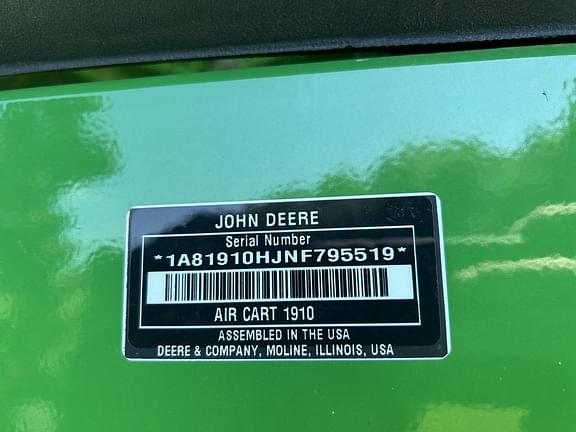 JOHN DEERE
Serial Number
*1A81910HJNF795519*
AIR CART 1910
ASSEMBLED IN THE USA
DEERE & COMPANY, MOLINE, ILLINOIS, USA